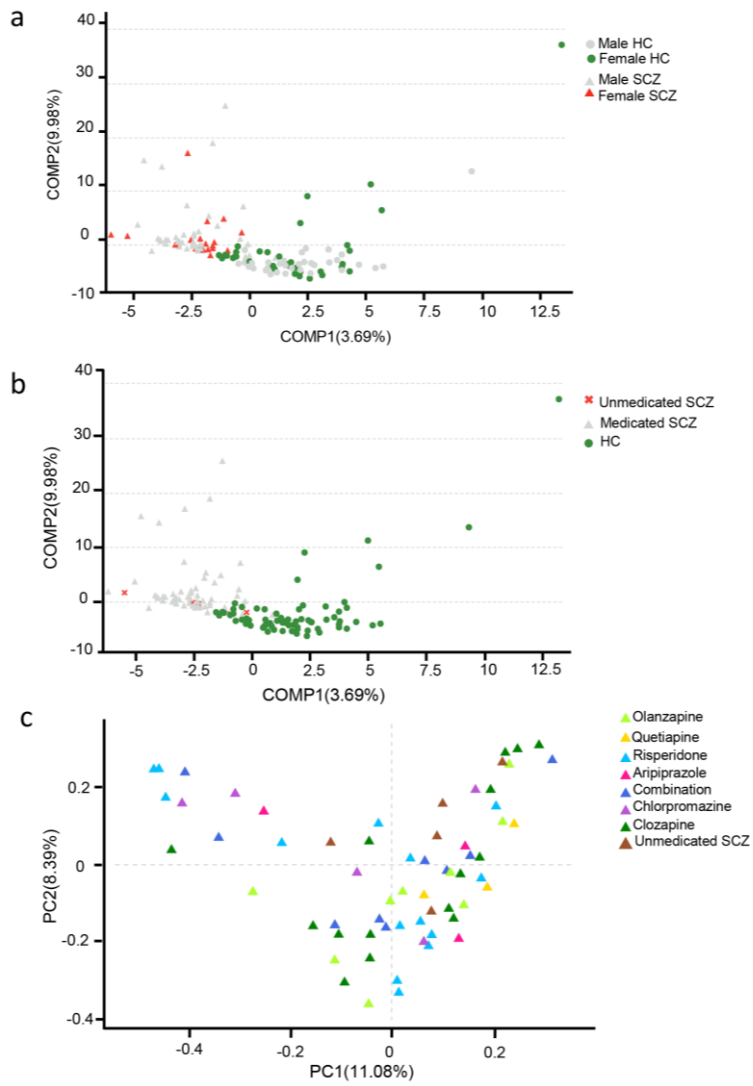 a
40
30
20
10
0
-10
COMP2(9.98%)
-5
-2.5
0
2.5
5
7.5
9.5
12.5
COMP1(3.69%)
Male HC
Female HC
Male SCZ
Female SCZ
b
40
30
20
10
0
-10
COMP2(9.98%)
-5
-2.5
0
2.5
5
7.5
10
12.5
COMP1(3.69%)
Unmedicated SCZ
Medicated SCZ
HC
c
0.2
0
-0.2
-0.4
PC2(8.39%)
-0.4
-0.2
0
0.2
PC1(11.08%)
Olanzapine
Quetiapine
Risperidone
Aripiprazole
Combination
Chlorpromazine
Clozapine
Unmedicated SCZ